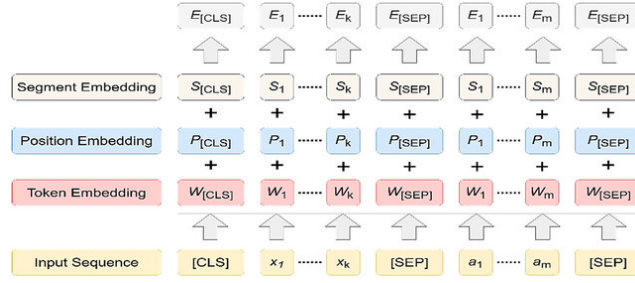 E[CLS] E1 ...... Ek E[SEP] E1 ...... Em E[SEP]
Segment Embedding S[CLS] S1 ...... Sk S[SEP] S1 ...... Sm S[SEP]
+ + + + + + +
Position Embedding P[CLS] P1 ...... Pk P[SEP] P1 ...... Pm P[SEP]
+ + + + + + +
Token Embedding W[CLS] W1 ...... Wk W[SEP] W1 ...... Wm W[SEP]
Input Sequence [CLS] x1 ...... xk [SEP] a1 ...... am [SEP]